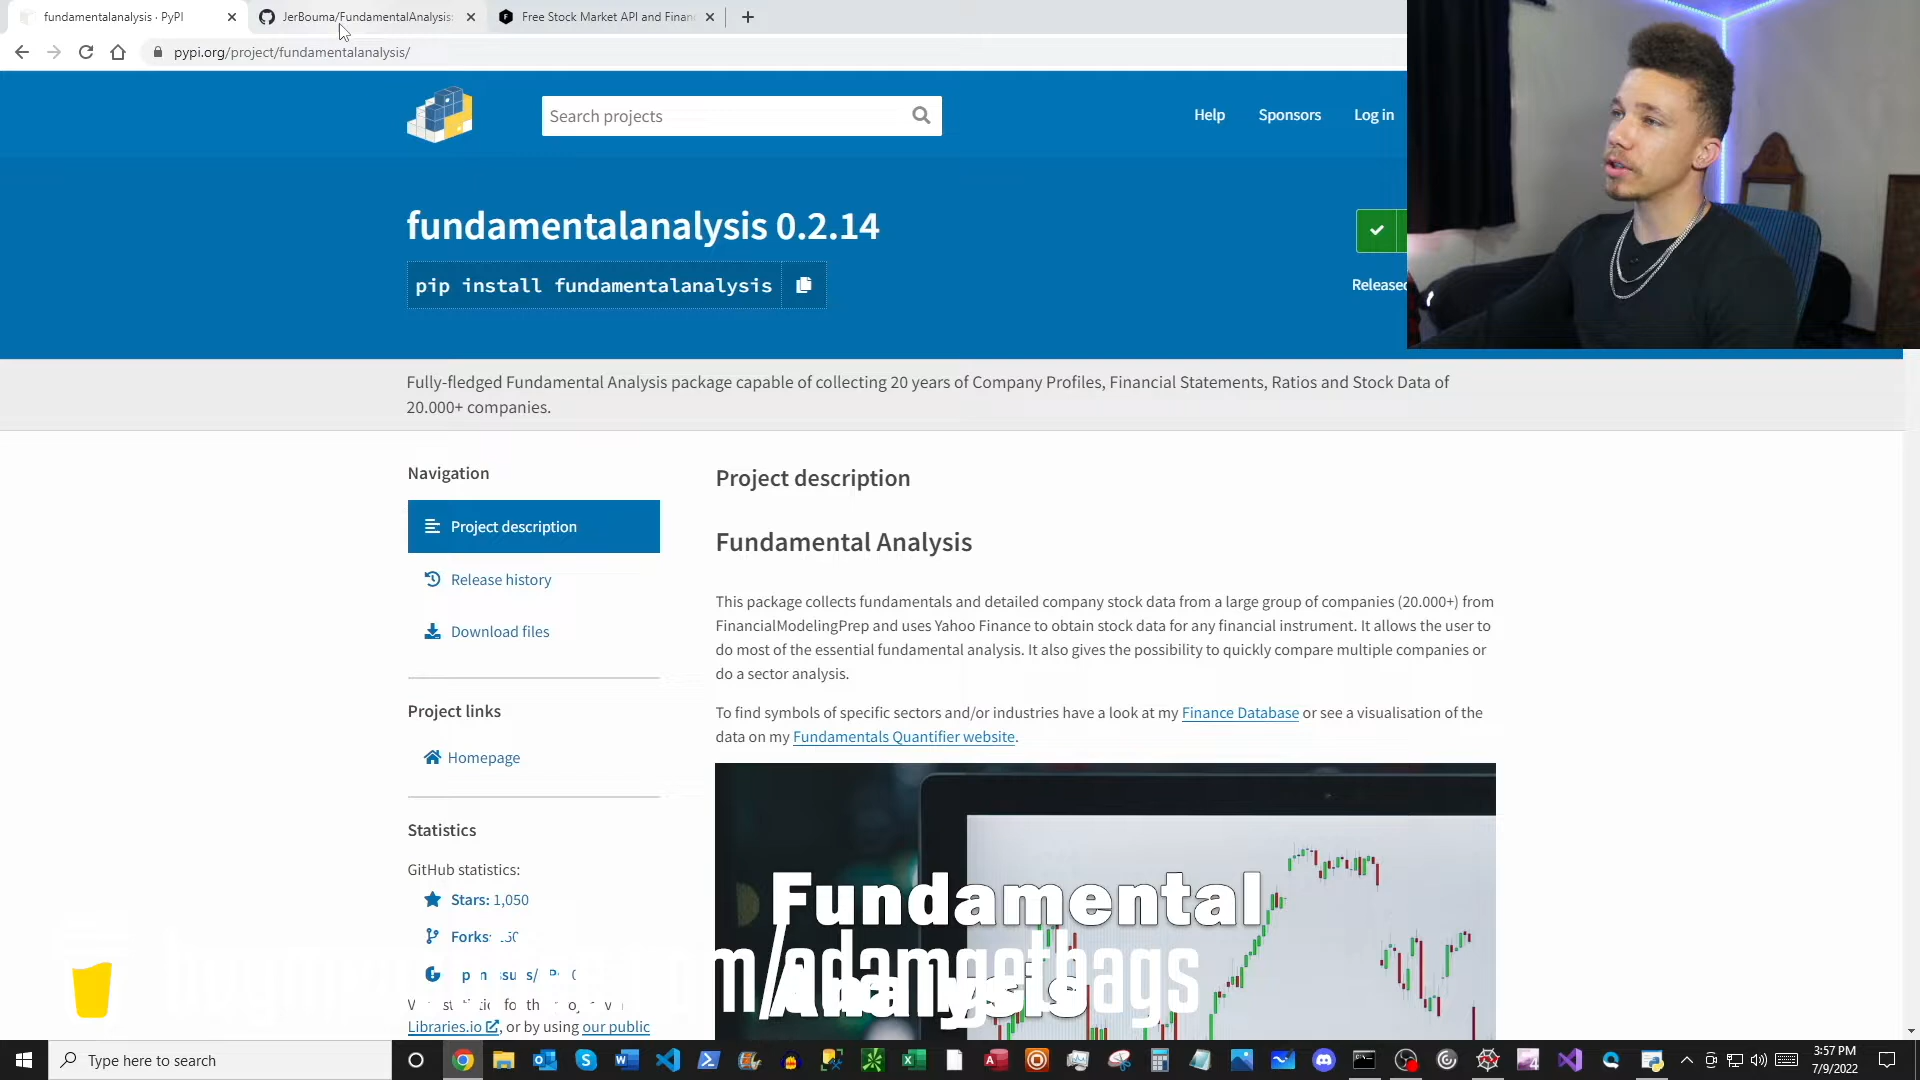 fundamentalanalysis · PyPI
JerBouma/FundamentalAnalysis:
Free Stock Market API and Finan
pypi.org/project/fundamentalanalysis/
Search projects
Help
Sponsors
Log in
fundamentalanalysis 0.2.14
pip install fundamentalanalysis
Released
Fully-fledged Fundamental Analysis package capable of collecting 20 years of Company Profiles, Financial Statements, Ratios and Stock Data of
20.000+ companies.
Navigation
Project description
Release history
Download files
Project links
Homepage
Statistics
GitHub statistics:
Stars: 1,050
Forks:
Libraries.io, or by using our public
Project description
Fundamental Analysis
This package collects fundamentals and detailed company stock data from a large group of companies (20.000+) from
FinancialModelingPrep and uses Yahoo Finance to obtain stock data for any financial instrument. It allows the user to
do most of the essential fundamental analysis. It also gives the possibility to quickly compare multiple companies or
do a sector analysis.
To find symbols of specific sectors and/or industries have a look at my Finance Database or see a visualisation of the
data on my Fundamentals Quantifier website.
Fundamental
Analysis
m/adamgetbags
Type here to search
3:57 PM
7/9/2022